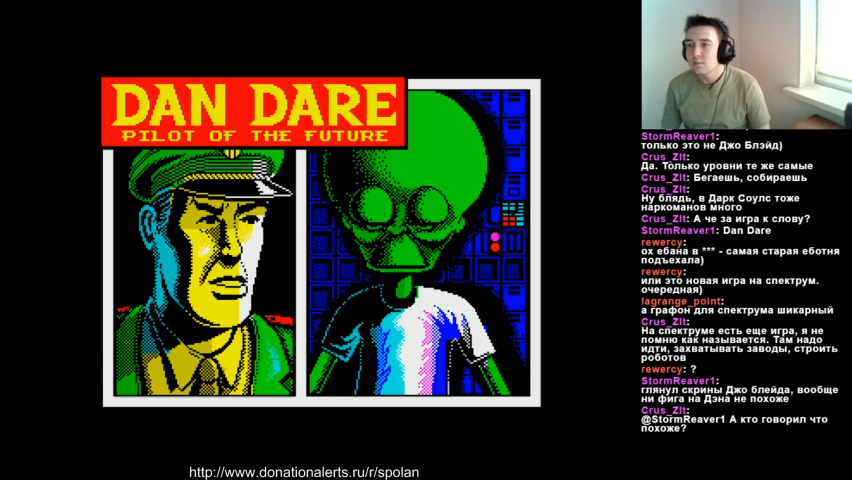 DAN DARE
PILOT OF THE FUTURE
StormReaver1:
только это не Джо Блэйд)
Crus_Zlt:
Да. Только уровни те же самые
Crus_Zlt: Бегаешь, собираешь
Crus_Zlt:
Ну блядь, в Дарк Соулс тоже
наркоманов много
Crus_Zlt: А че за игра к слову?
StormReaver1: Dan Dare
rewercy:
ох ебана в *** - самая старая еботня
подъехала)
rewercy:
или это новая игра на спектрум.
очередная)
lagrange_point:
а графон для спектрума шикарный
Crus_Zlt:
На спектруме есть еще игра, я не
помню как называется. Там надо
идти, захватывать заводы, строить
роботов
rewercy: ?
StormReaver1:
глянул скрины Джо блейда, вообще
ни фига на Дэна не похоже
Crus_Zlt:
@StormReaver1 А кто говорил что
похоже?
http://www.donationalerts.ru/r/spolan